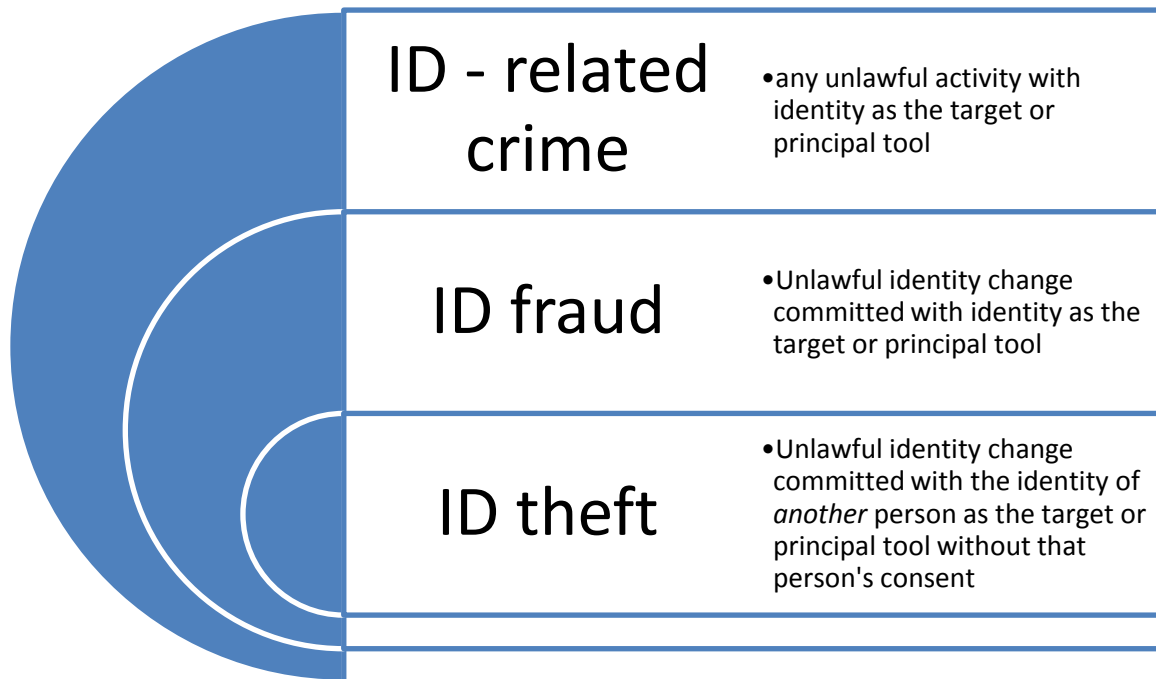 ID - related
crime
•any unlawful activity with
identity as the target or
principal tool
ID fraud
•Unlawful identity change
committed with identity as the
target or principal tool
ID theft
•Unlawful identity change
committed with the identity of
another person as the target or
principal tool without that
person's consent